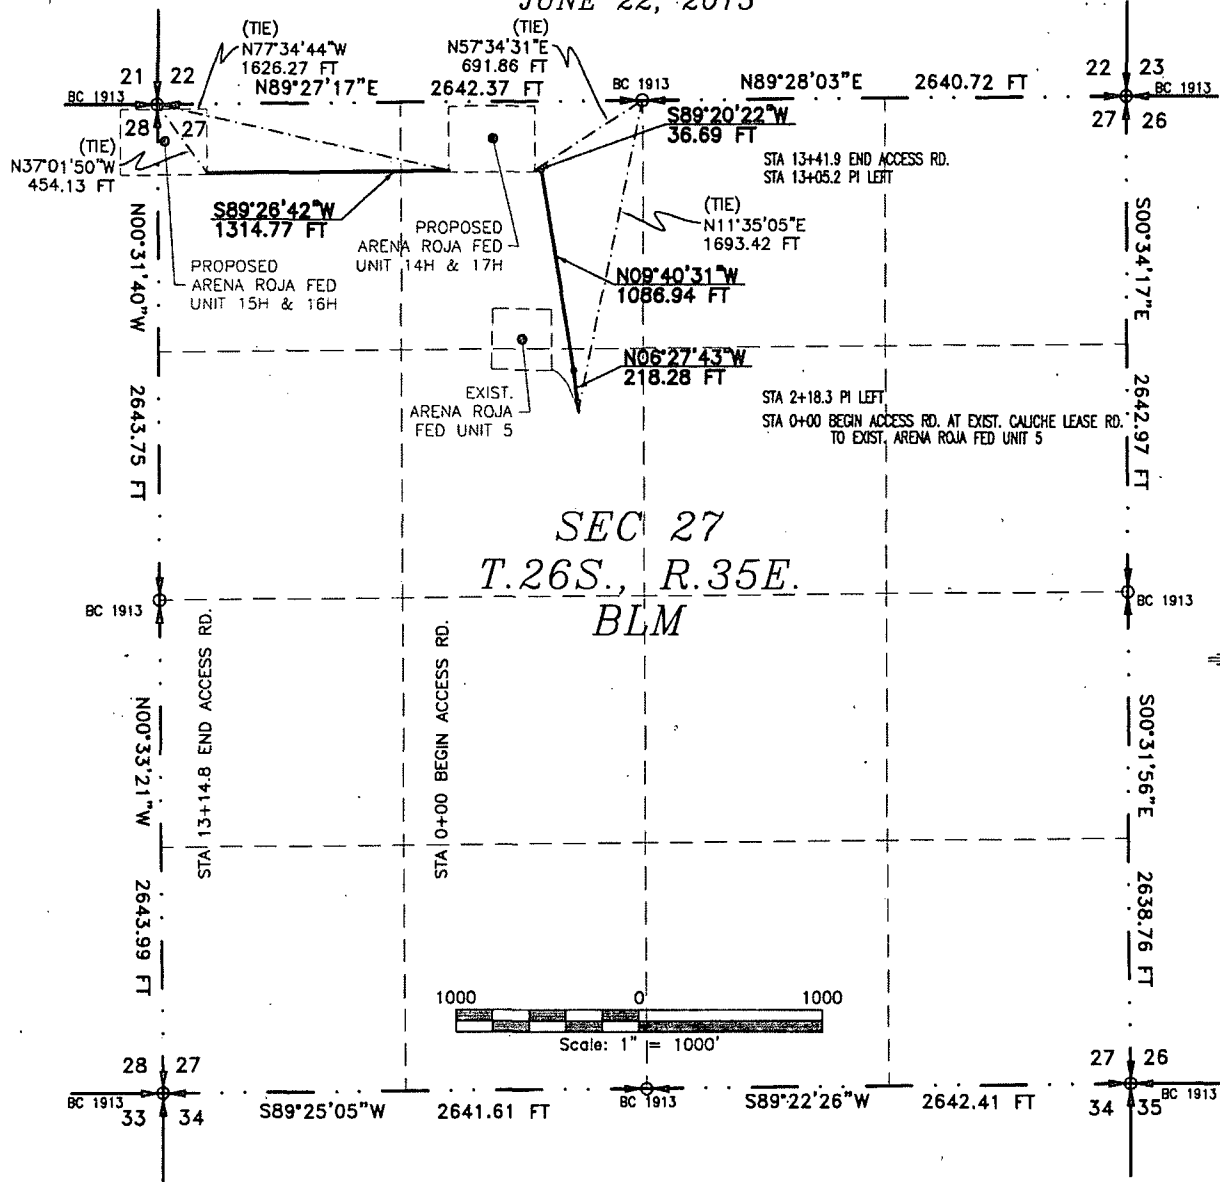 JUNE 22, 2015
(TIE)
N77°34'44"W
1626.27 FT
(TIE)
N57°34'31"E
691.86 FT
21 22
28 27
BC 1913
N89°27'17"E 2642.37 FT
BC 1913
N89°28'03"E 2640.72 FT
22 23
27 26
BC 1913
(TIE)
N37°01'50"W
454.13 FT
S89°20'22"W
36.69 FT
STA 13+41.9 END ACCESS RD.
STA 13+05.2 PI LEFT
S89°26'42"W
1314.77 FT
(TIE)
N11°35'05"E
1693.42 FT
PROPOSED
ARENA ROJA FED
UNIT 14H & 17H
PROPOSED
ARENA ROJA FED
UNIT 15H & 16H
N09°40'31"W
1086.94 FT
N06°27'43"W
218.28 FT
EXIST.
ARENA ROJA
FED UNIT 5
STA 2+18.3 PI LEFT
STA 0+00 BEGIN ACCESS RD. AT EXIST. CALICHE LEASE RD.
TO EXIST. ARENA ROJA FED UNIT 5
N00°31'40"W 2643.75 FT
S00°34'17"E 2642.97 FT
SEC 27
T.26S., R.35E.
BLM
BC 1913
BC 1913
STA 13+14.8 END ACCESS RD.
STA 0+00 BEGIN ACCESS RD.
N00°33'21"W 2643.99 FT
S00°31'56"E 2638.76 FT
1000 0 1000
Scale: 1" = 1000'
28 27
33 34
BC 1913
S89°25'05"W 2641.61 FT
BC 1913
S89°22'26"W 2642.41 FT
27 26
34 35
BC 1913